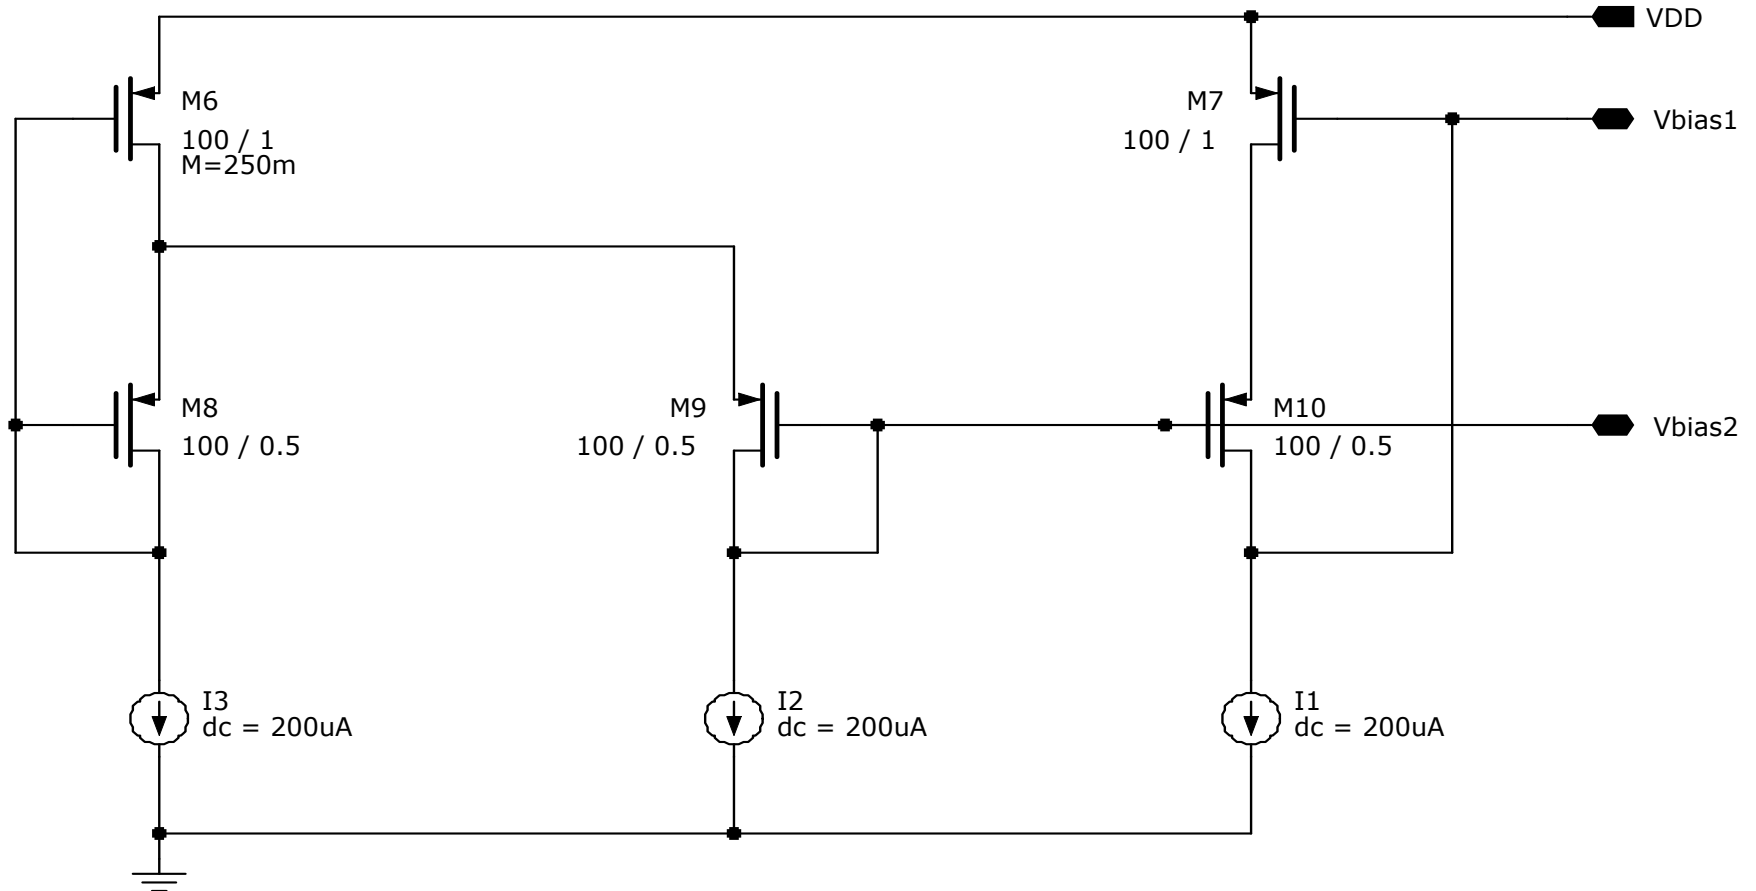 VDD
M6
100 / 1
M=250m
M7
100 / 1
Vbias1
M8
100 / 0.5
M9
100 / 0.5
M10
100 / 0.5
Vbias2
I3
dc = 200uA
I2
dc = 200uA
I1
dc = 200uA